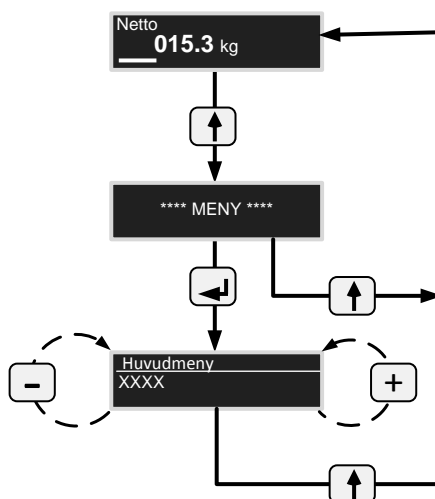 Netto
015.3 kg
**** MENY ****
Huvudmeny
XXXX
-
+